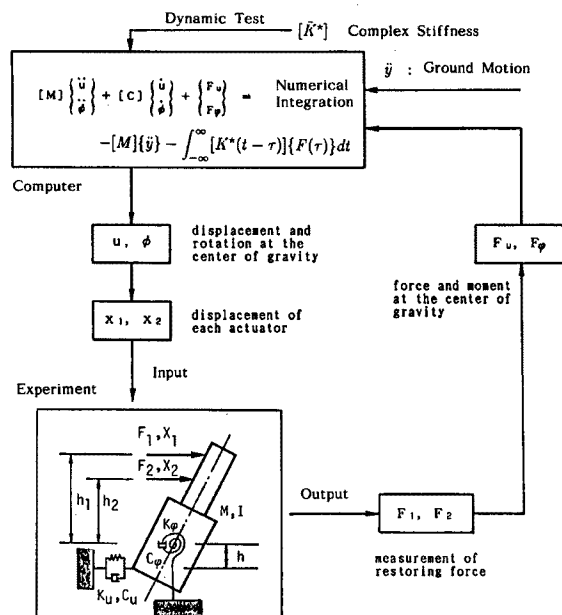 Dynamic Test
[K̄*] Complex Stiffness
ÿ : Ground Motion
[M] {ü φ̈} + [C] {u̇ φ̇} + {Fu Fφ} = Numerical Integration
-[M]{ÿ} - ∫_{-∞}^{∞} [K*(t - τ)]{F(τ)}dt
Computer
u, φ
displacement and
rotation at the
center of gravity
Fu, Fφ
force and moment
at the center of
gravity
x1, x2
displacement of
each actuator
Input
Experiment
F1, X1
F2, X2
h1
h2
M, I
Kφ
Cφ
h
Ku, Cu
Output
F1, F2
measurement of
restoring force